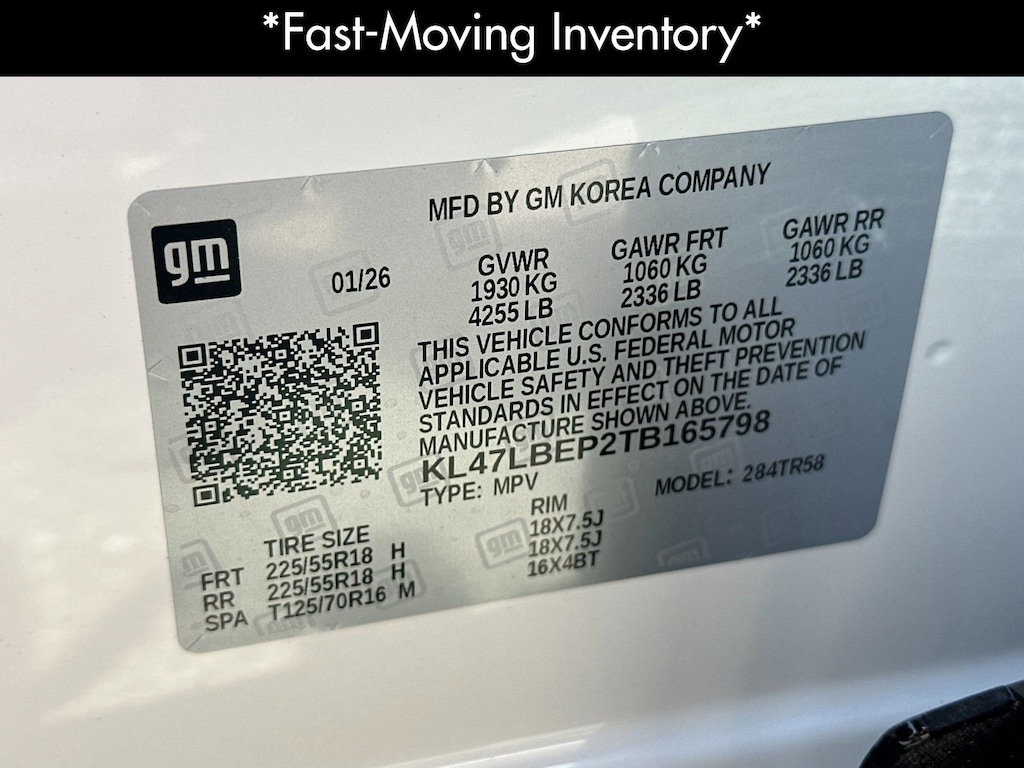 *Fast-Moving Inventory*
MFD BY GM KOREA COMPANY
gm
01/26
GVWR
1930 KG
4255 LB
GAWR FRT
1060 KG
2336 LB
GAWR RR
1060 KG
2336 LB
THIS VEHICLE CONFORMS TO ALL
APPLICABLE U.S. FEDERAL MOTOR
VEHICLE SAFETY AND THEFT PREVENTION
STANDARDS IN EFFECT ON THE DATE OF
MANUFACTURE SHOWN ABOVE.
KL47LBEP2TB165798
TYPE: MPV
MODEL: 284TR58
TIRE SIZE
RIM
FRT 225/55R18 H 18X7.5J
RR 225/55R18 H 18X7.5J
SPA T125/70R16 M 16X4BT